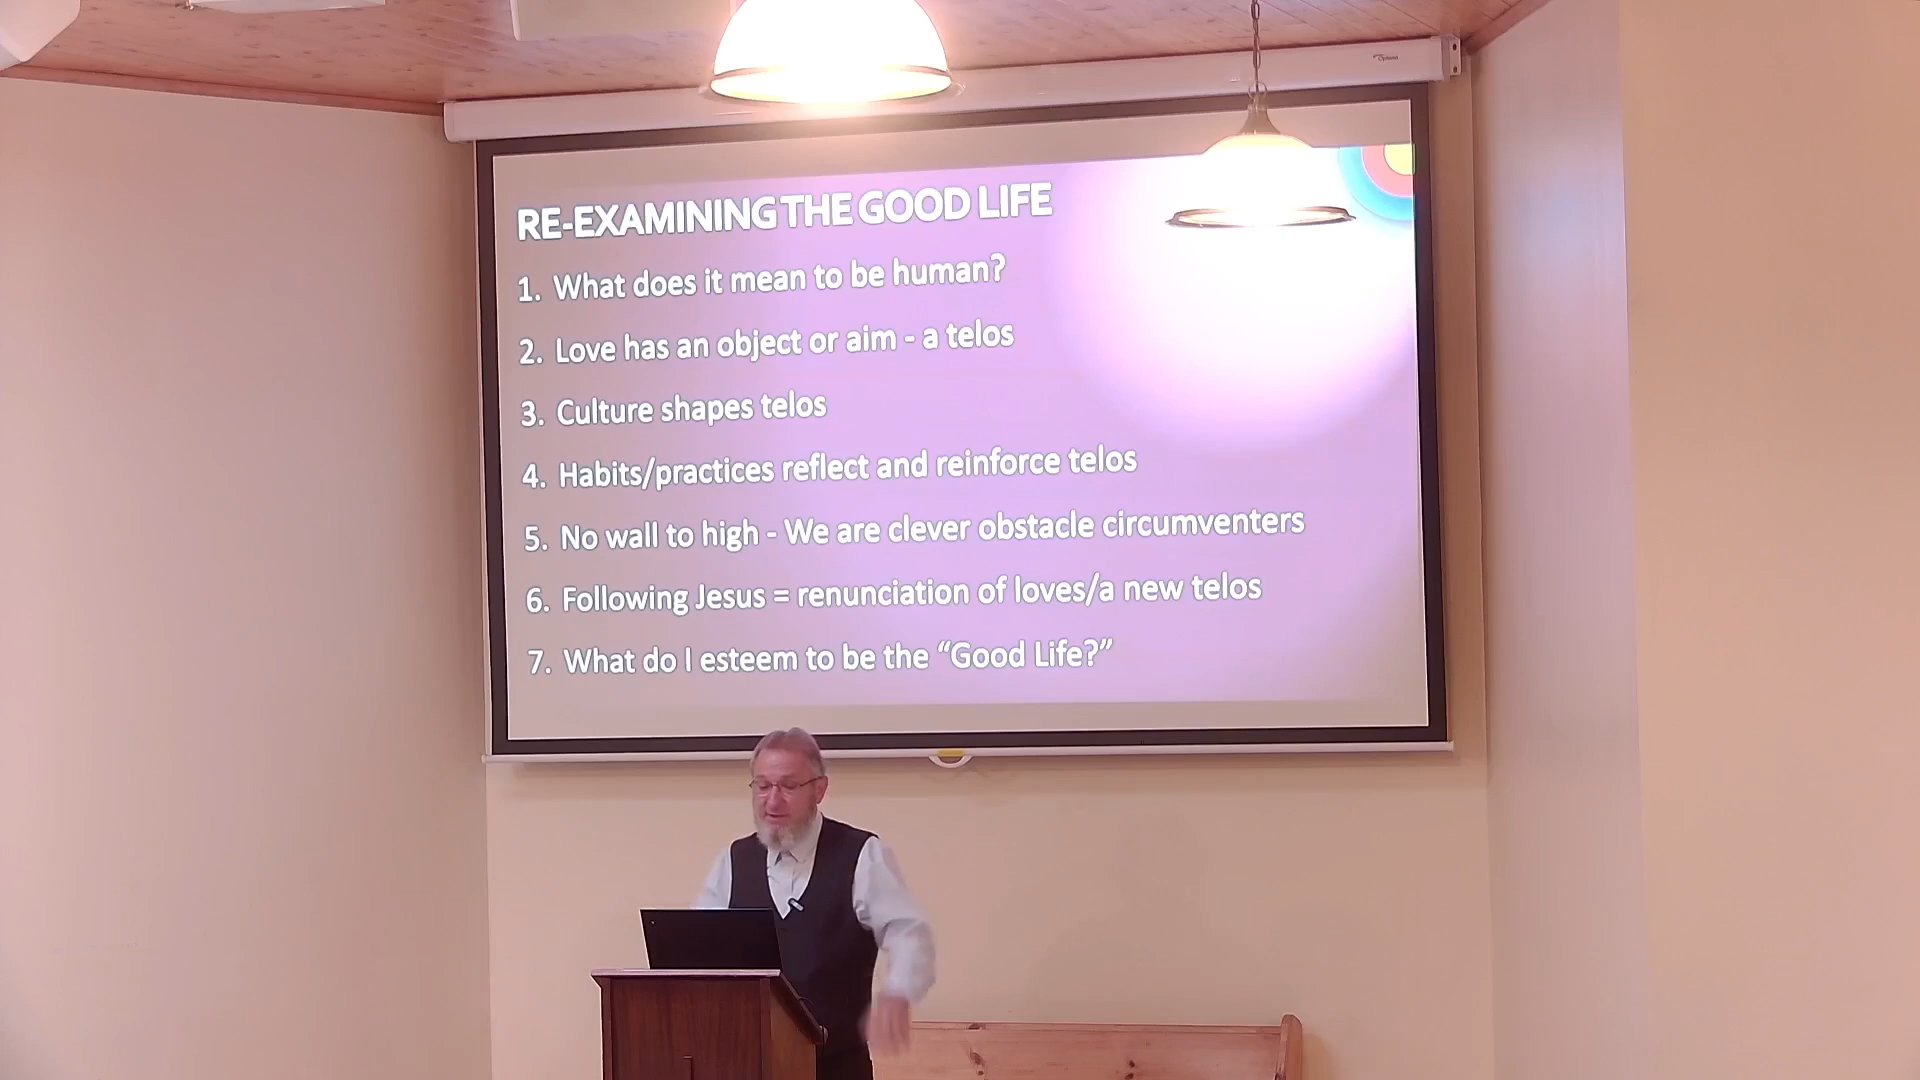 Optoma
RE-EXAMINING THE GOOD LIFE
1. What does it mean to be human?
2. Love has an object or aim - a telos
3. Culture shapes telos
4. Habits/practices reflect and reinforce telos
5. No wall to high - We are clever obstacle circumventers
6. Following Jesus = renunciation of loves/a new telos
7. What do I esteem to be the “Good Life?”